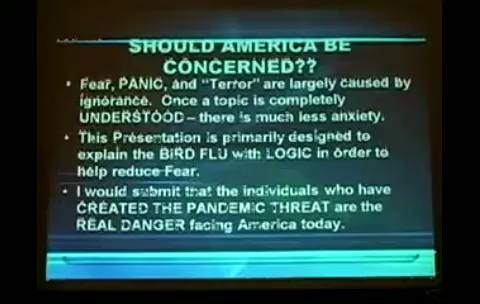 SHOULD AMERICA BE
CONCERNED??
• Fear, PANIC, and “Terror” are largely caused by
ignorance. Once a topic is completely
UNDERSTOOD – there is much less anxiety.
• This Presentation is primarily designed to
explain the BIRD FLU with LOGIC in order to
help reduce Fear.
• I would submit that the individuals who have
CREATED THE PANDEMIC THREAT are the
REAL DANGER facing America today.